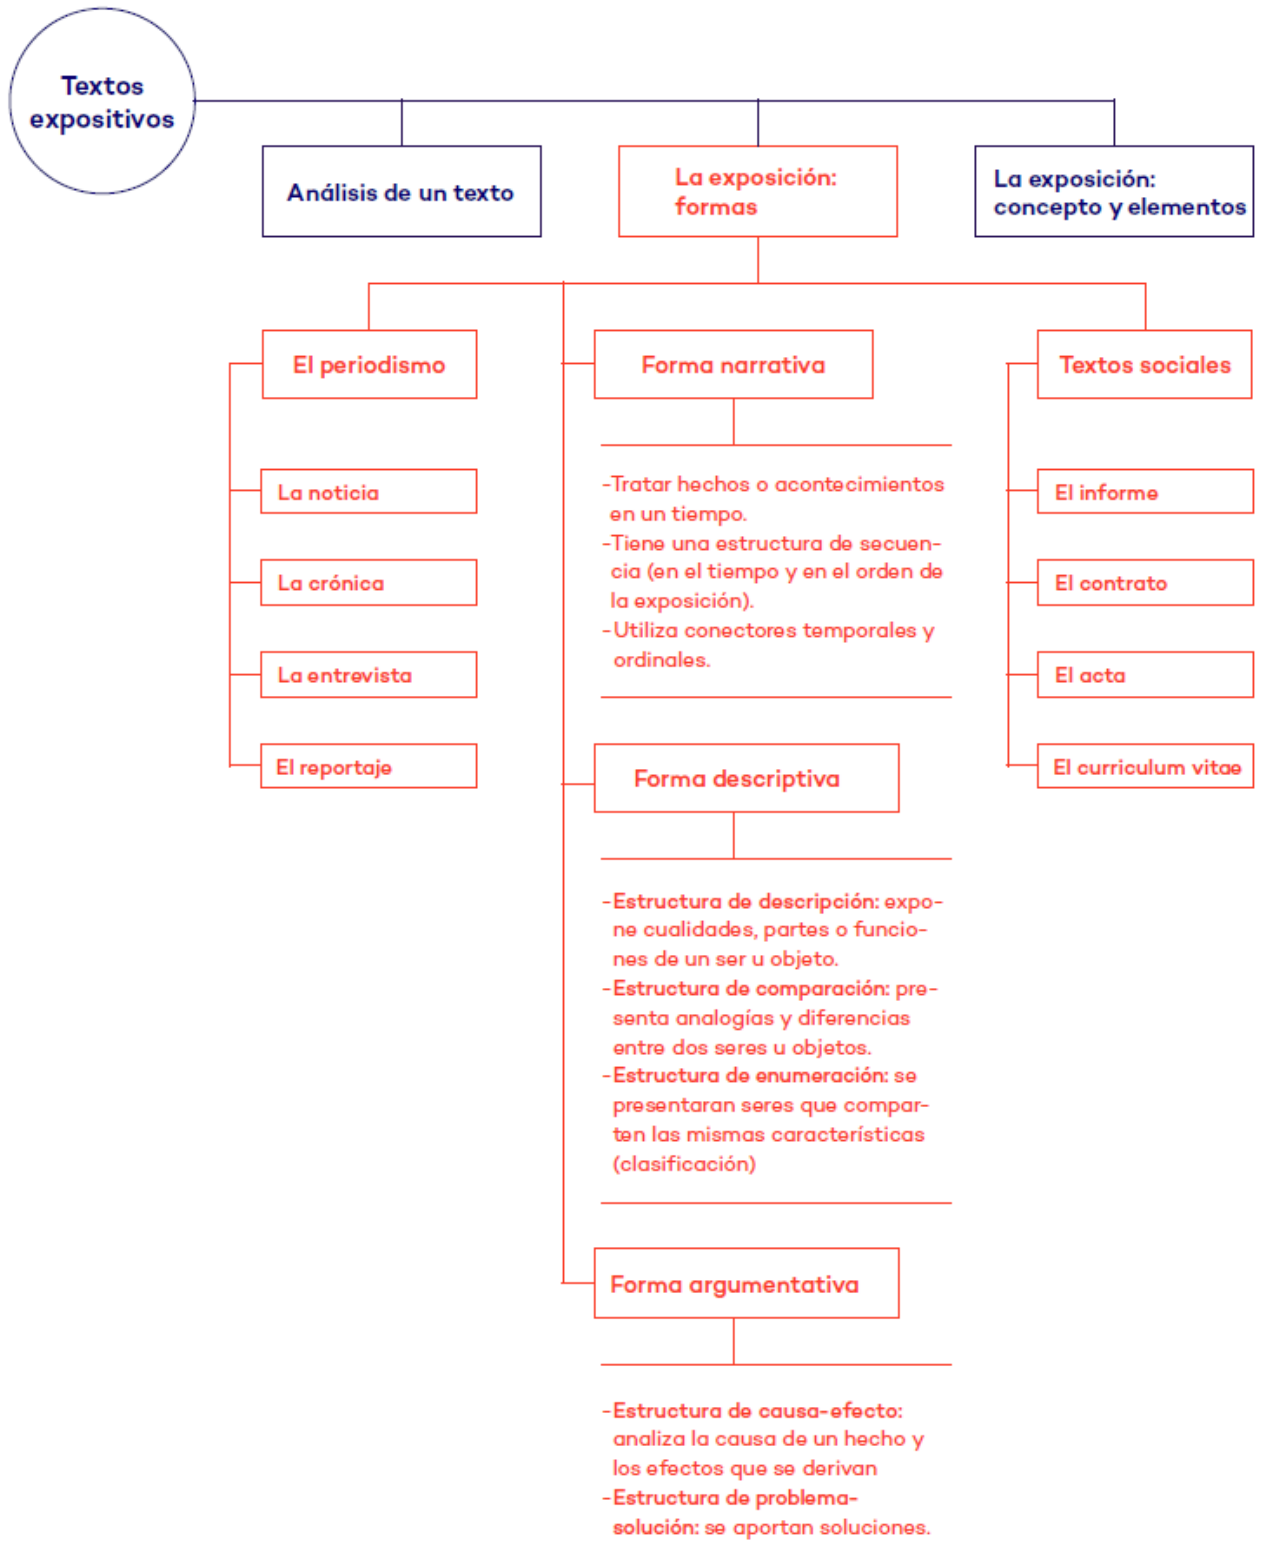 Textos
expositivos
Análisis de un texto
La exposición:
formas
La exposición:
concepto y elementos
El periodismo
La noticia
La crónica
La entrevista
El reportaje
Forma narrativa
-Tratar hechos o acontecimientos
en un tiempo.
-Tiene una estructura de secuen-
cia (en el tiempo y en el orden de
la exposición).
-Utiliza conectores temporales y
ordinales.
Forma descriptiva
-Estructura de descripción: expo-
ne cualidades, partes o funcio-
nes de un ser u objeto.
-Estructura de comparación: pre-
senta analogías y diferencias
entre dos seres u objetos.
-Estructura de enumeración: se
presentaran seres que compar-
ten las mismas características
(clasificación)
Forma argumentativa
-Estructura de causa-efecto:
analiza la causa de un hecho y
los efectos que se derivan
-Estructura de problema-
solución: se aportan soluciones.
Textos sociales
El informe
El contrato
El acta
El curriculum vitae